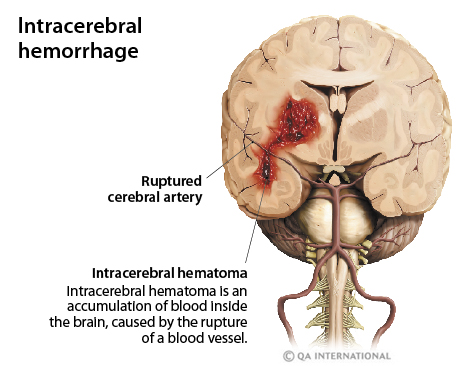 Intracerebral
hemorrhage
Ruptured
cerebral artery
Intracerebral hematoma
Intracerebral hematoma is an
accumulation of blood inside
the brain, caused by the rupture
of a blood vessel.
© QA INTERNATIONAL